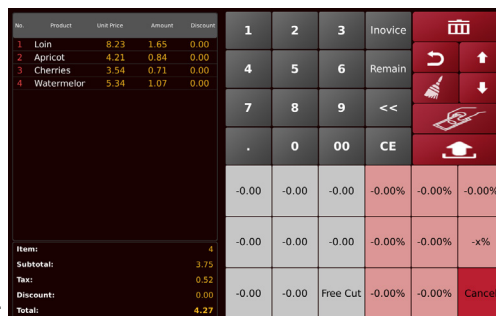 No. Product Unit Price Amount Discount
1 Loin 8.23 1.65 0.00
2 Apricot 4.21 0.84 0.00
3 Cherries 3.54 0.71 0.00
4 Watermelor 5.34 1.07 0.00
Item: 4
Subtotal: 3.75
Tax: 0.52
Discount: 0.00
Total: 4.27
1 2 3 Inovice
4 5 6 Remain
7 8 9 <<
. 0 00 CE
-0.00 -0.00 -0.00 -0.00% -0.00% -0.00%
-0.00 -0.00 -0.00 -0.00% -0.00% -x%
-0.00 -0.00 Free Cut -0.00% -0.00% Cancel